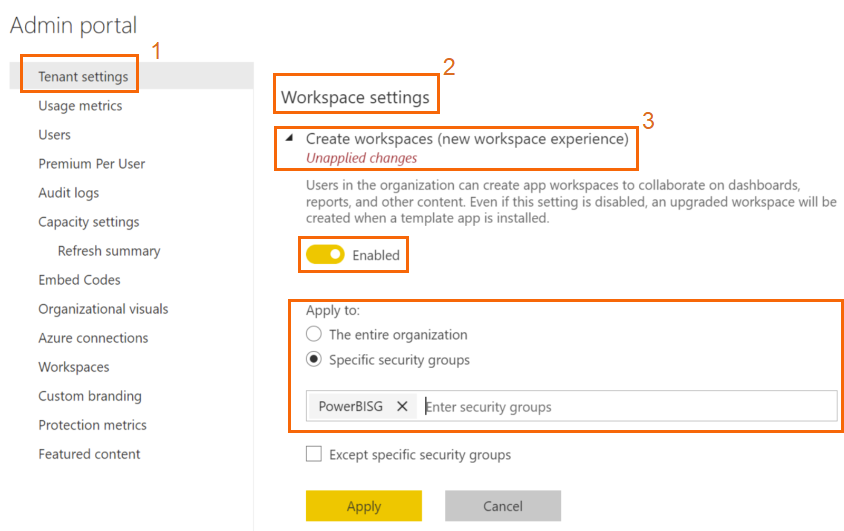 Admin portal
1
Tenant settings
Usage metrics
Users
Premium Per User
Audit logs
Capacity settings
Refresh summary
Embed Codes
Organizational visuals
Azure connections
Workspaces
Custom branding
Protection metrics
Featured content
2
Workspace settings
3
Create workspaces (new workspace experience)
Unapplied changes
Users in the organization can create app workspaces to collaborate on dashboards,
reports, and other content. Even if this setting is disabled, an upgraded workspace will be
created when a template app is installed.
Enabled
Apply to:
The entire organization
Specific security groups
PowerBISG Enter security groups
Except specific security groups
Apply Cancel